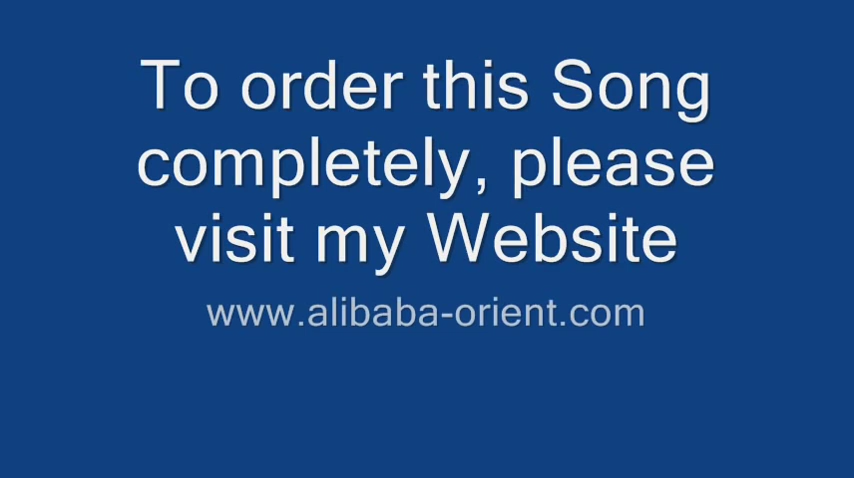 To order this Song
completely, please
visit my Website
www.alibaba-orient.com